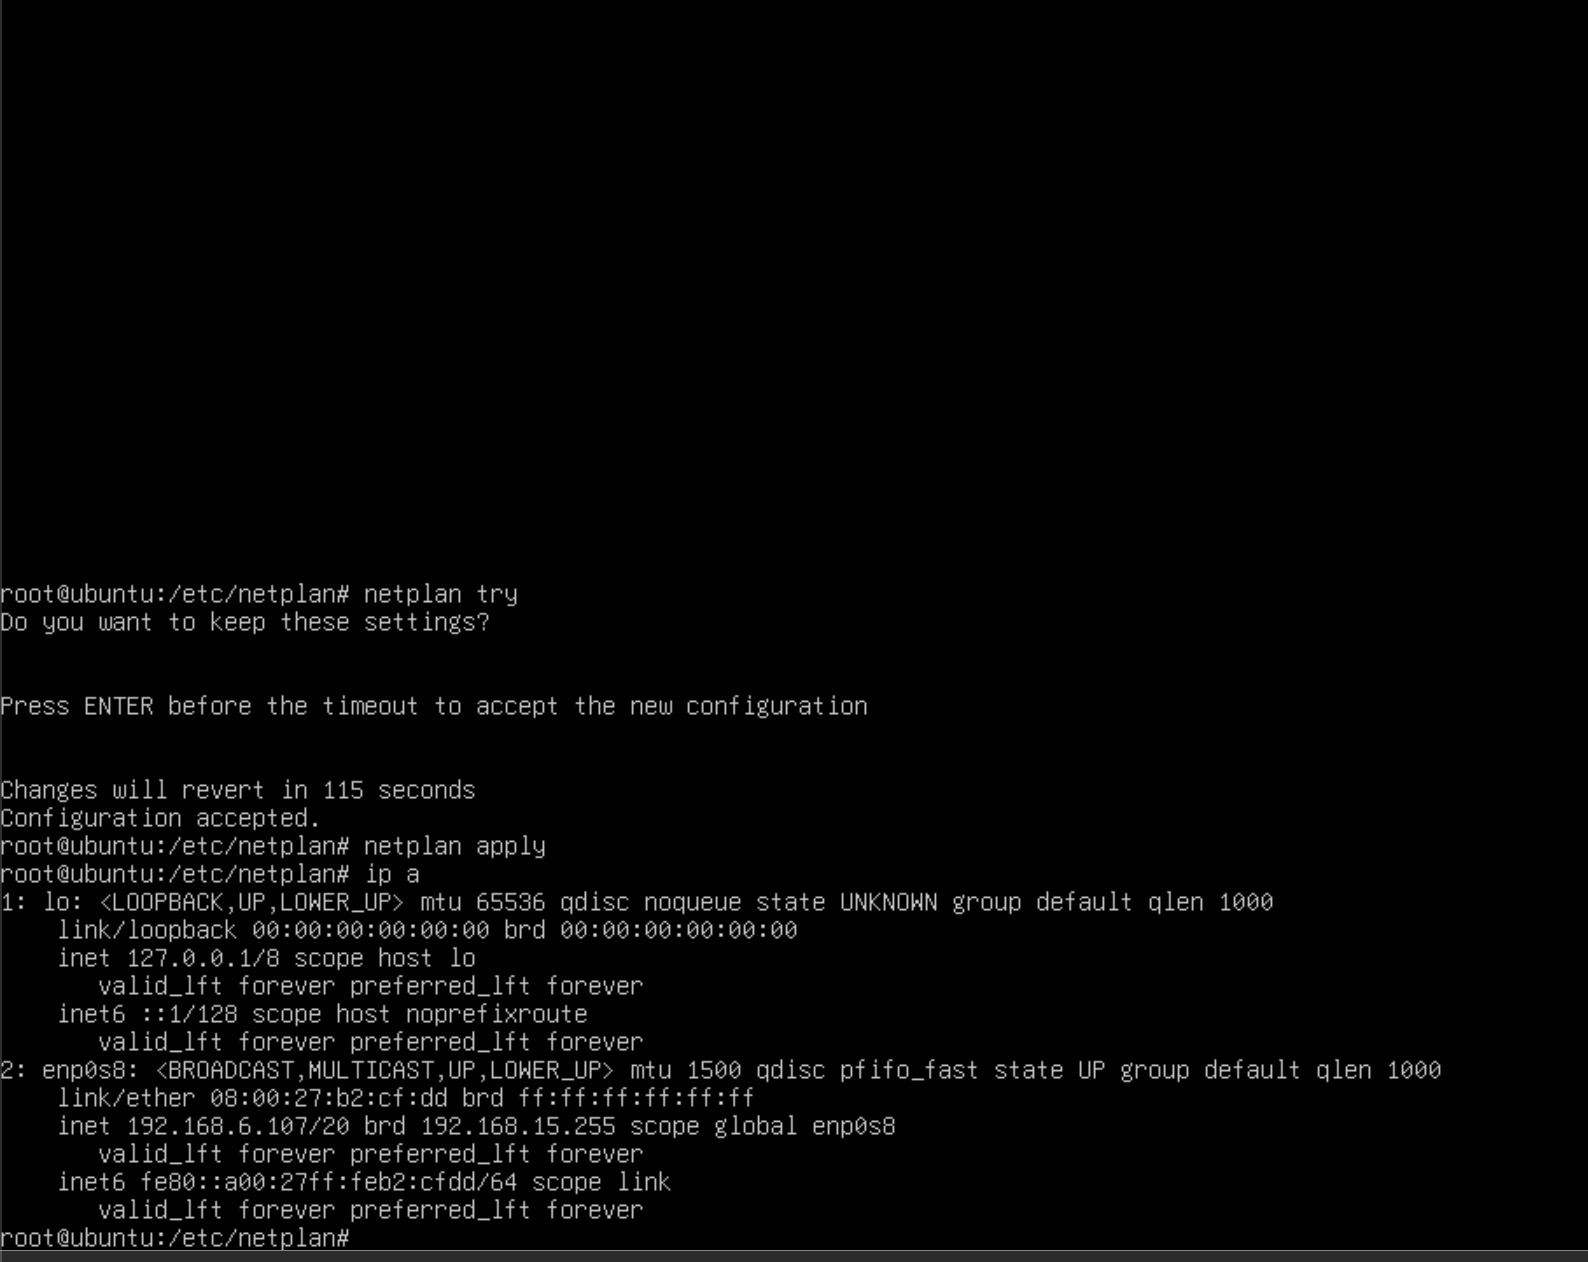 root@ubuntu:/etc/netplan# netplan try
Do you want to keep these settings?
Press ENTER before the timeout to accept the new configuration
Changes will revert in 115 seconds
Configuration accepted.
root@ubuntu:/etc/netplan# netplan apply
root@ubuntu:/etc/netplan# ip a
1: lo: <LOOPBACK,UP,LOWER_UP> mtu 65536 qdisc noqueue state UNKNOWN group default qlen 1000
    link/loopback 00:00:00:00:00:00 brd 00:00:00:00:00:00
    inet 127.0.0.1/8 scope host lo
       valid_lft forever preferred_lft forever
    inet6 ::1/128 scope host noprefixroute
       valid_lft forever preferred_lft forever
2: enp0s8: <BROADCAST,MULTICAST,UP,LOWER_UP> mtu 1500 qdisc pfifo_fast state UP group default qlen 1000
    link/ether 08:00:27:b2:cf:dd brd ff:ff:ff:ff:ff:ff
    inet 192.168.6.107/20 brd 192.168.15.255 scope global enp0s8
       valid_lft forever preferred_lft forever
    inet6 fe80::a00:27ff:feb2:cfdd/64 scope link
       valid_lft forever preferred_lft forever
root@ubuntu:/etc/netplan#